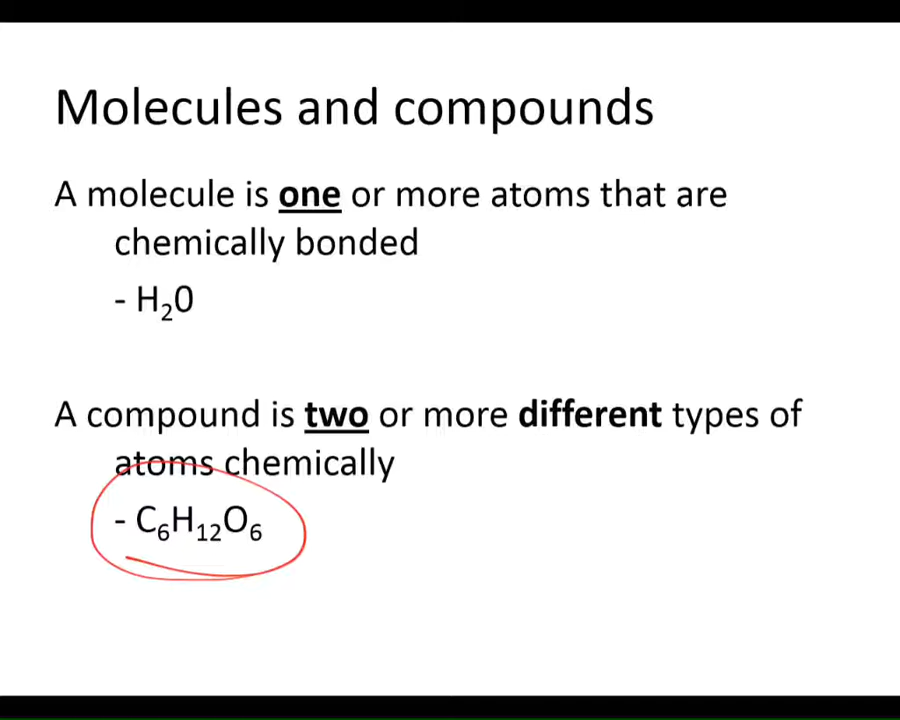 Molecules and compounds
A molecule is one or more atoms that are
chemically bonded
- H₂0
A compound is two or more different types of
atoms chemically
- C₆H₁₂O₆